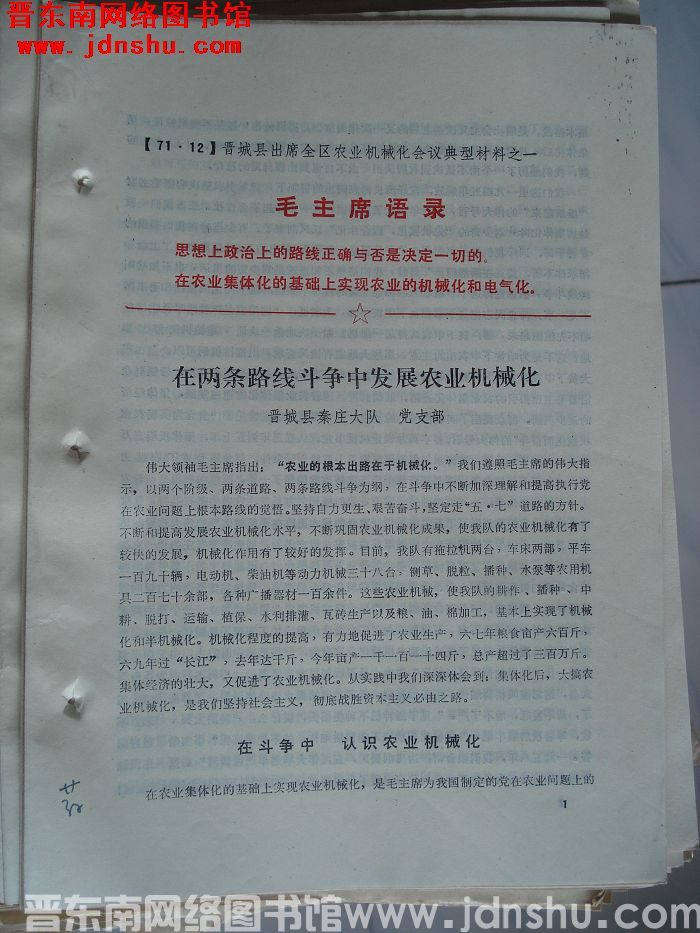 晋东南网络图书馆
www.jdnshu.com
【71·12】晋城县出席全区农业机械化会议典型材料之一
毛主席语录
思想上政治上的路线正确与否是决定一切的。
在农业集体化的基础上实现农业的机械化和电气化。
在两条路线斗争中发展农业机械化
晋城县秦庄大队 党支部
伟大领袖毛主席指出：“农业的根本出路在于机械化。”我们遵照毛主席的伟大指
示，以两个阶级、两条道路、两条路线斗争为纲，在斗争中不断加深理解和提高执行党
在农业问题上根本路线的觉悟。坚持自力更生、艰苦奋斗，坚定走“五·七”道路的方针。
不断和提高发展农业机械化水平，不断巩固农业机械化成果，使我队的农业机械化有了
较快的发展，机械化作用有了较好的发挥。目前，我队有拖拉机两台，车床两部，平车
一百九十辆，电动机、柴油机等动力机械三十八台，铡草、脱粒、播种、水泵等农用机
具二百七十余部，各种广播器材一百余件。这些农业机械，使我队的耕作、播种、中
耕、脱打、运输、植保、水利排灌、瓦砖生产以及粮、油、棉加工，基本上实现了机械
化和半机械化。机械化程度的提高，有力地促进了农业生产，六七年粮食亩产六百斤，
六九年过“长江”，去年达千斤，今年亩产一千一百一十四斤，总产超过了三百万斤。
集体经济的壮大，又促进了农业机械化。从实践中我们深深体会到：集体化后，大搞农
业机械化，是我们坚持社会主义，彻底战胜资本主义必由之路。
在斗争中 认识农业机械化
在农业集体化的基础上实现农业机械化，是毛主席为我国制定的党在农业问题上的
1
晋东南网络图书馆 www.jdnshu.com